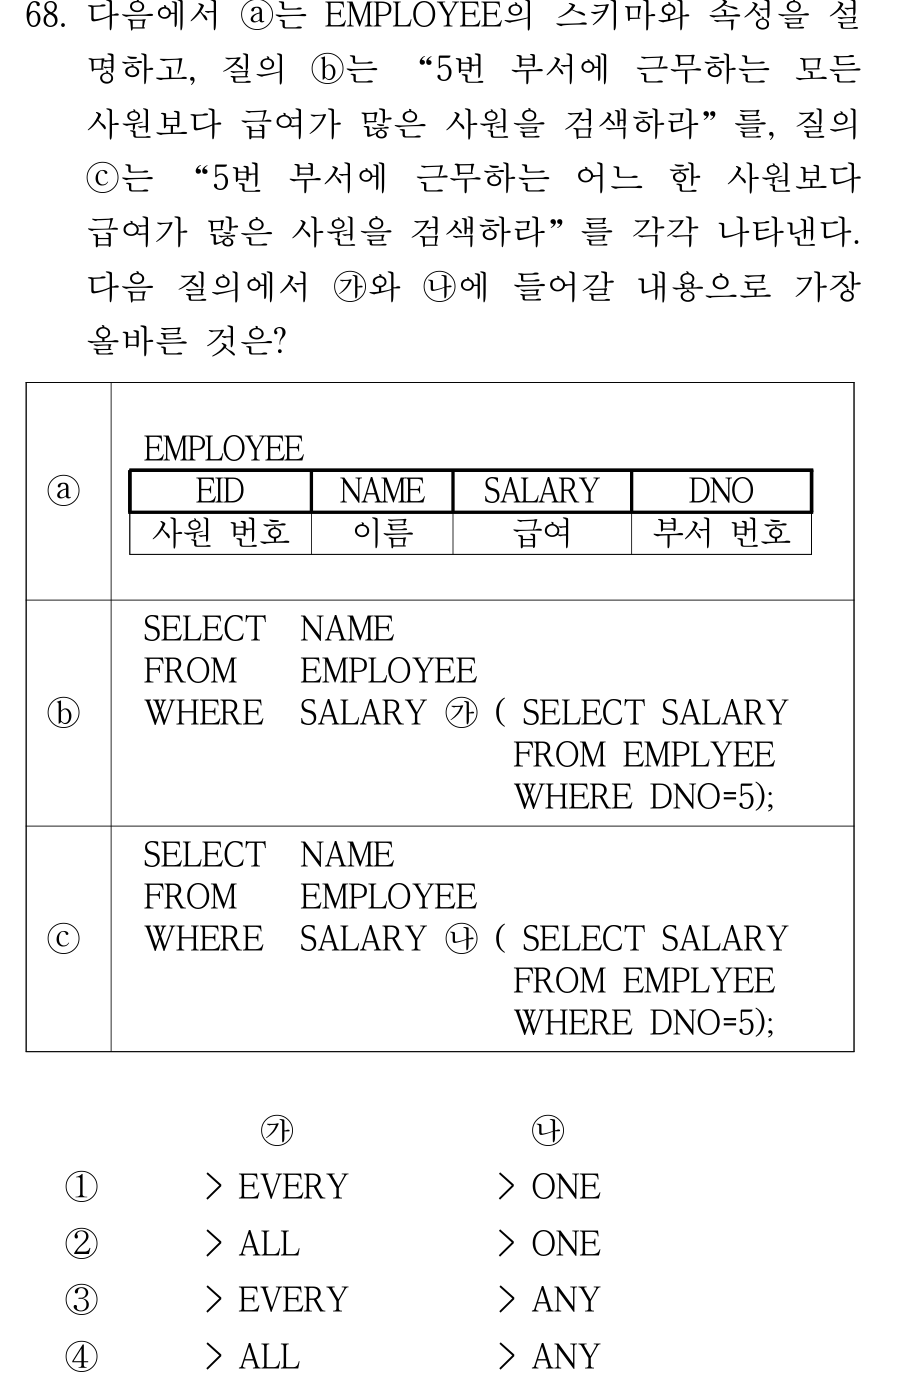 68. 다음에서 ⓐ는 EMPLOYEE의 스키마와 속성을 설
명하고, 질의 ⓑ는 “5번 부서에 근무하는 모든
사원보다 급여가 많은 사원을 검색하라”를, 질의
ⓒ는 “5번 부서에 근무하는 어느 한 사원보다
급여가 많은 사원을 검색하라”를 각각 나타낸다.
다음 질의에서 ㉮와 ㉯에 들어갈 내용으로 가장
올바른 것은?
EMPLOYEE
ⓐ EID NAME SALARY DNO
사원 번호 이름 급여 부서 번호
SELECT NAME
FROM EMPLOYEE
ⓑ WHERE SALARY ㉮ ( SELECT SALARY
FROM EMPLYEE
WHERE DNO=5);
SELECT NAME
FROM EMPLOYEE
ⓒ WHERE SALARY ㉯ ( SELECT SALARY
FROM EMPLYEE
WHERE DNO=5);
㉮ ㉯
① > EVERY > ONE
② > ALL > ONE
③ > EVERY > ANY
④ > ALL > ANY